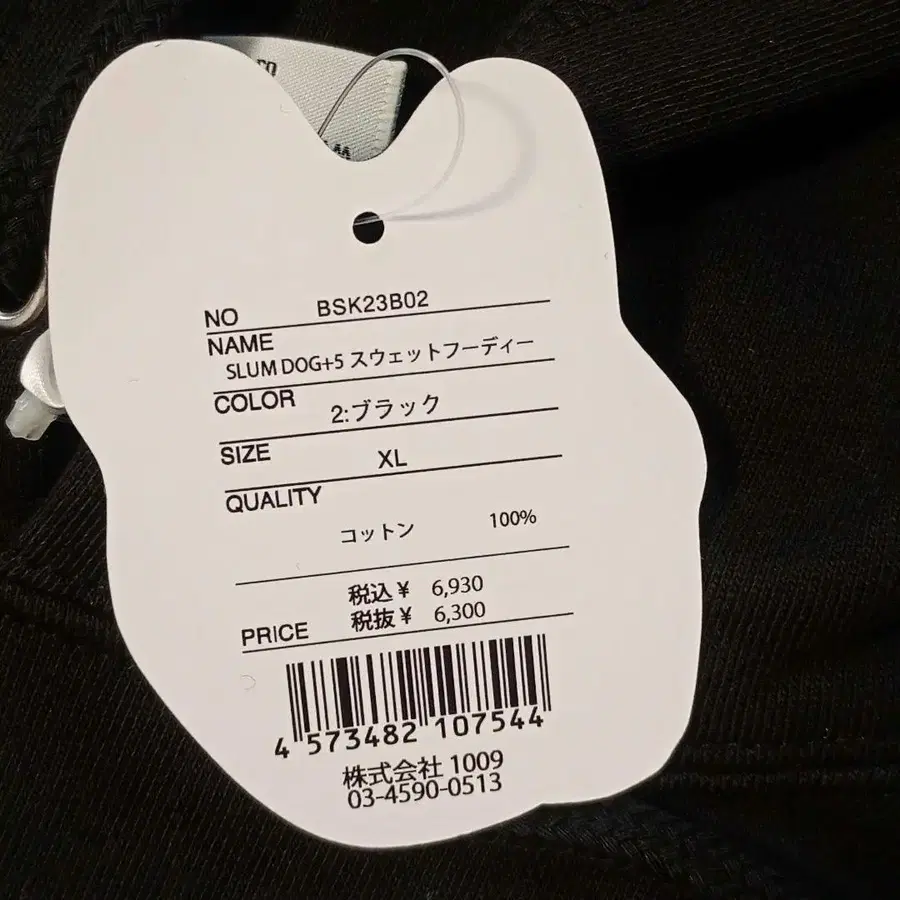 NO BSK23B02
NAME
SLUM DOG+5 スウェットフーディー
COLOR 2:ブラック
SIZE XL
QUALITY
コットン 100%
税込¥ 6,930
税抜¥ 6,300
PRICE
4 573482 107544
株式会社 1009
03-4590-0513